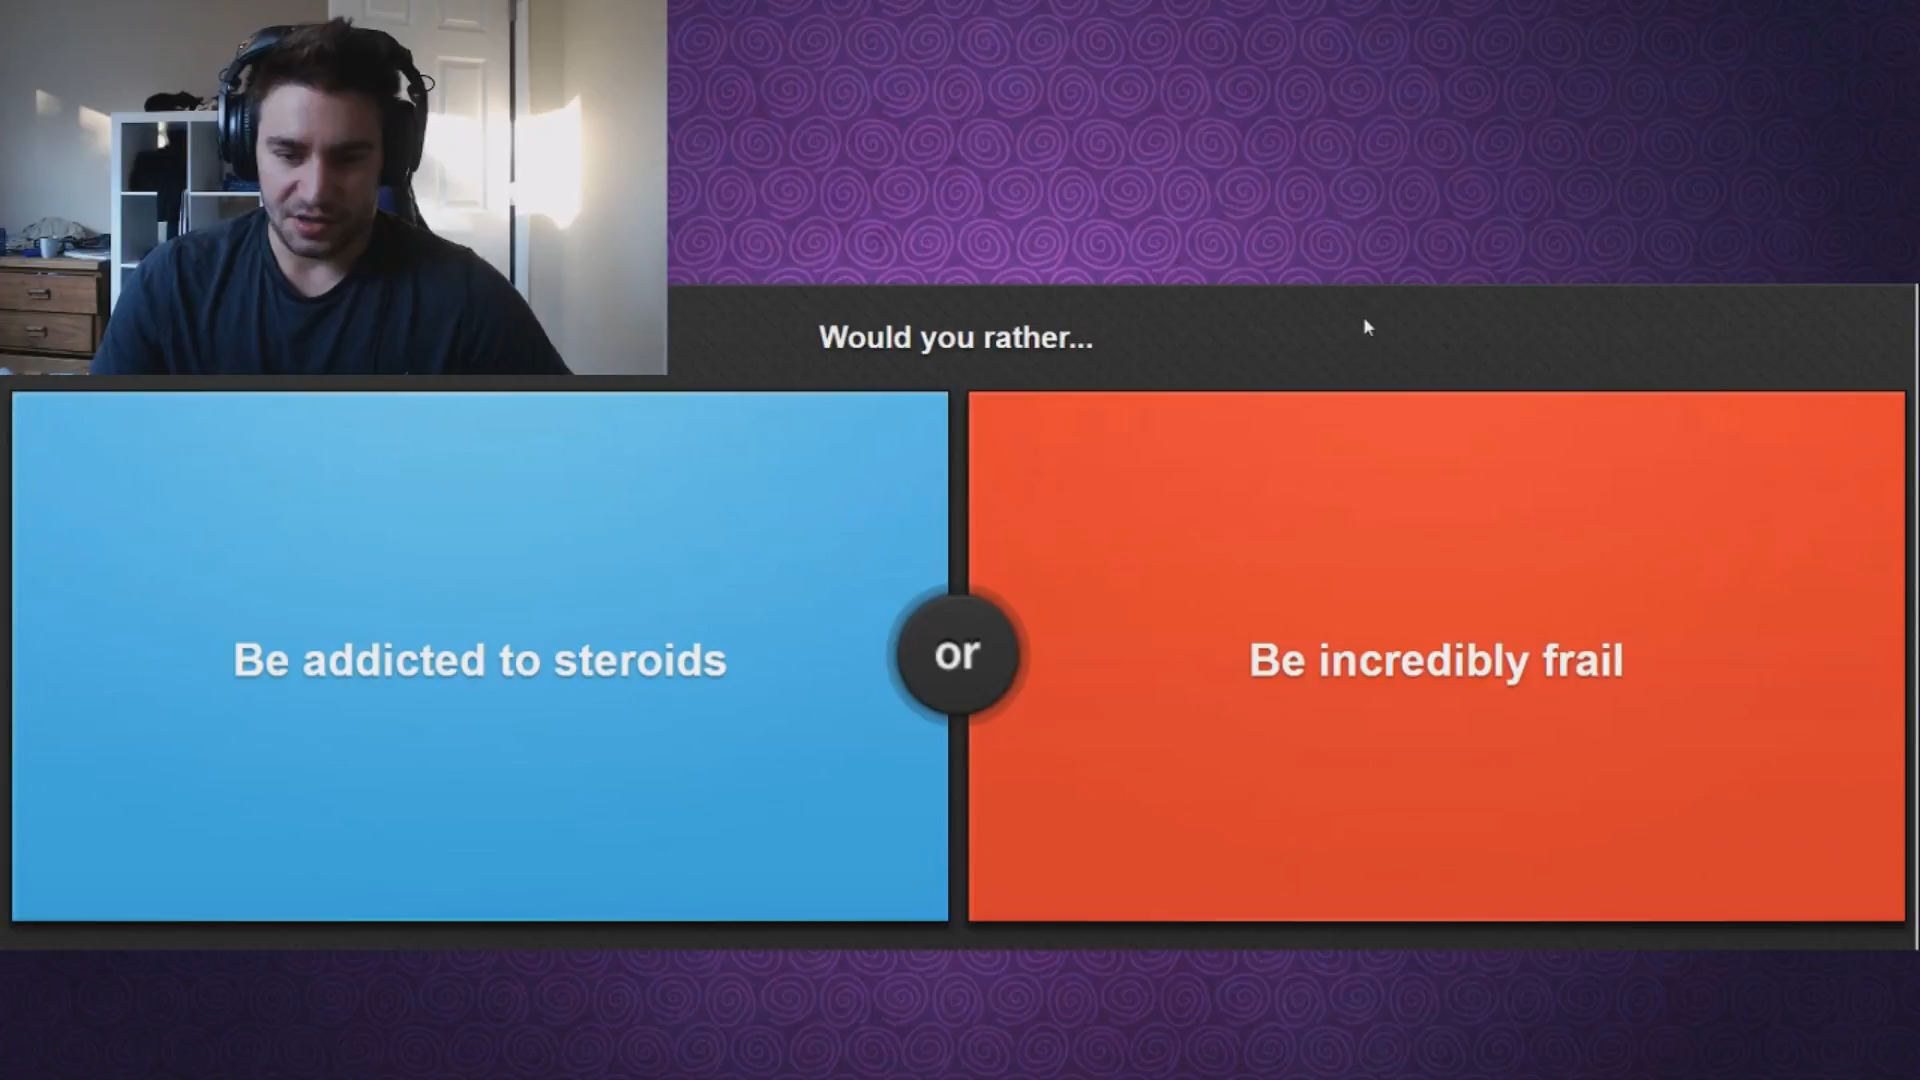 Would you rather...
Be addicted to steroids
or
Be incredibly frail